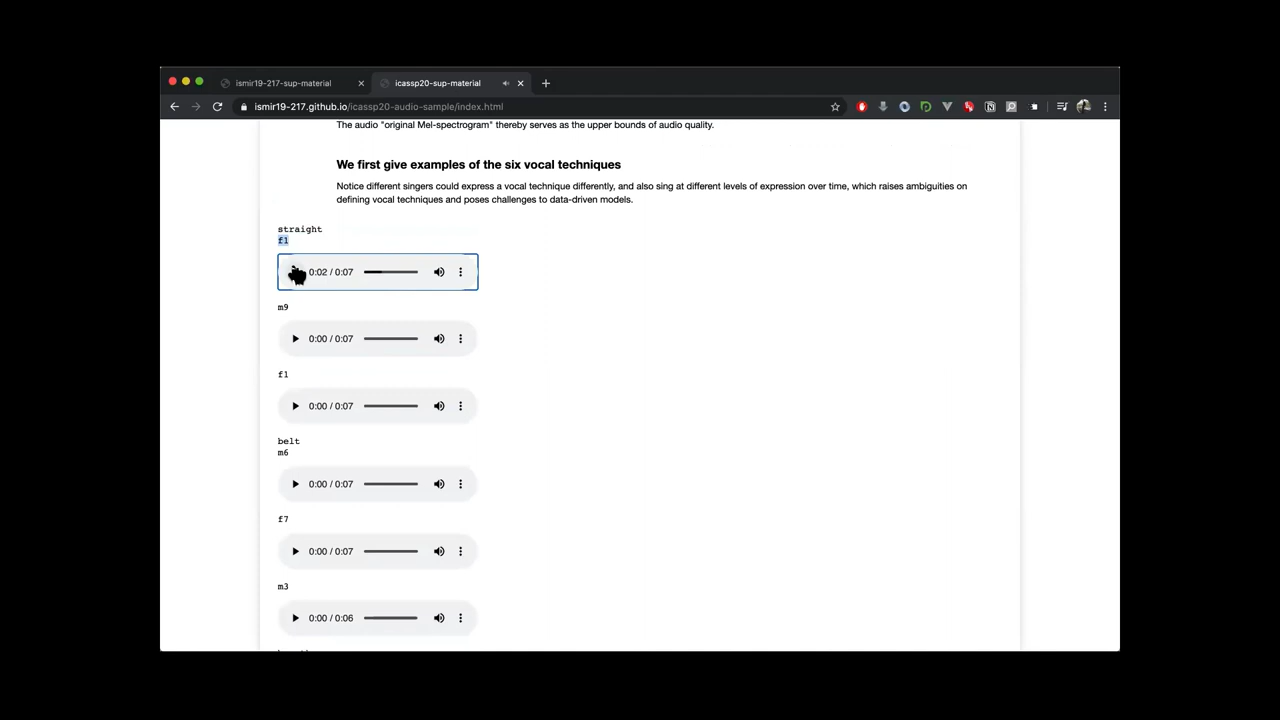 ismir19-217-sup-material
icassp20-sup-material
ismir19-217.github.io/icassp20-audio-sample/index.html
The audio "original Mel-spectrogram" thereby serves as the upper bounds of audio quality.
We first give examples of the six vocal techniques
Notice different singers could express a vocal technique differently, and also sing at different levels of expression over time, which raises ambiguities on
defining vocal techniques and poses challenges to data-driven models.
straight
f1
0:02 / 0:07
m9
0:00 / 0:07
f1
0:00 / 0:07
belt
m6
0:00 / 0:07
f7
0:00 / 0:07
m3
0:00 / 0:06